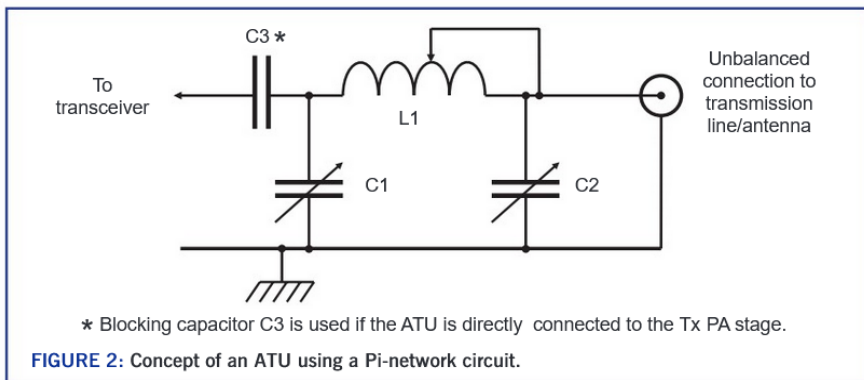 C3 *
To
transceiver
L1
Unbalanced
connection to
transmission
line/antenna
C1
C2
* Blocking capacitor C3 is used if the ATU is directly connected to the Tx PA stage.
FIGURE 2: Concept of an ATU using a Pi-network circuit.